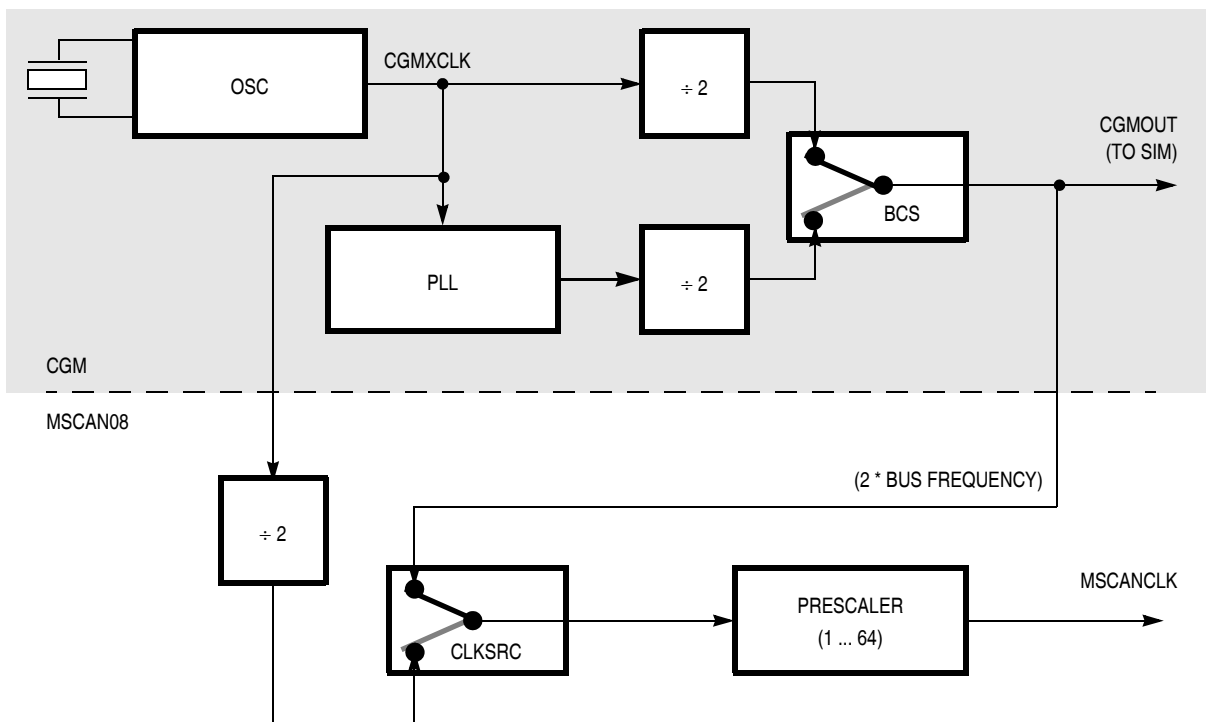 CGMXCLK
OSC
÷ 2
CGMOUT
(TO SIM)
BCS
PLL
÷ 2
CGM
MSCAN08
(2 * BUS FREQUENCY)
÷ 2
MSCANCLK
PRESCALER
(1 ... 64)
CLKSRC